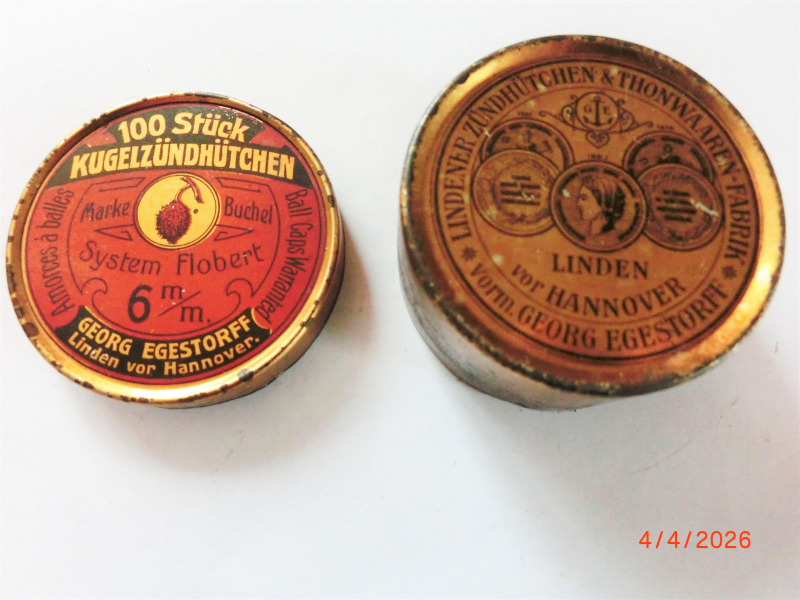 100 Stück
KUGELZÜNDHÜTCHEN
Amorces à balles
Marke Buchel
Ball Caps Warranted
System Flobert
6 m/m.
GEORG EGESTORFF
Linden vor Hannover.
LINDENER ZÜNDHÜTCHEN & THONWAAREN-FABRIK
G E
LINDEN
vor HANNOVER
* vorm. GEORG EGESTORFF *
4/4/2026